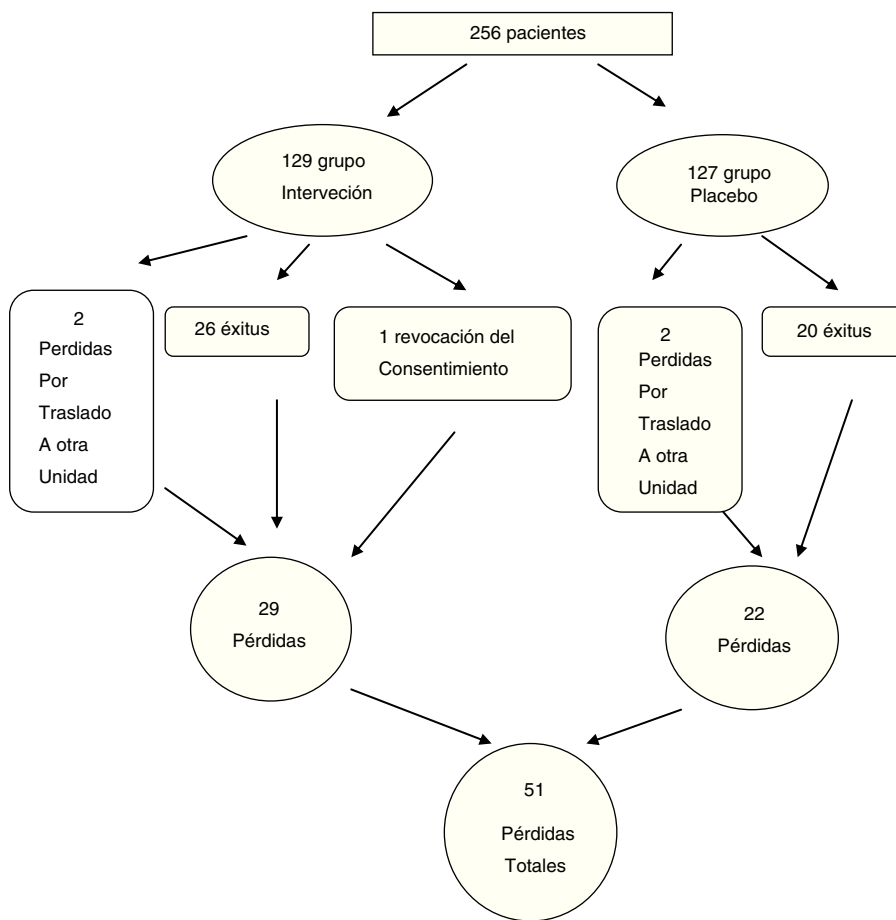 256 pacientes
129 grupo
Interveción
127 grupo
Placebo
2
Perdidas
Por
Traslado
A otra
Unidad
26 éxitus
1 revocación del
Consentimiento
2
Perdidas
Por
Traslado
A otra
Unidad
20 éxitus
29
Pérdidas
22
Pérdidas
51
Pérdidas
Totales